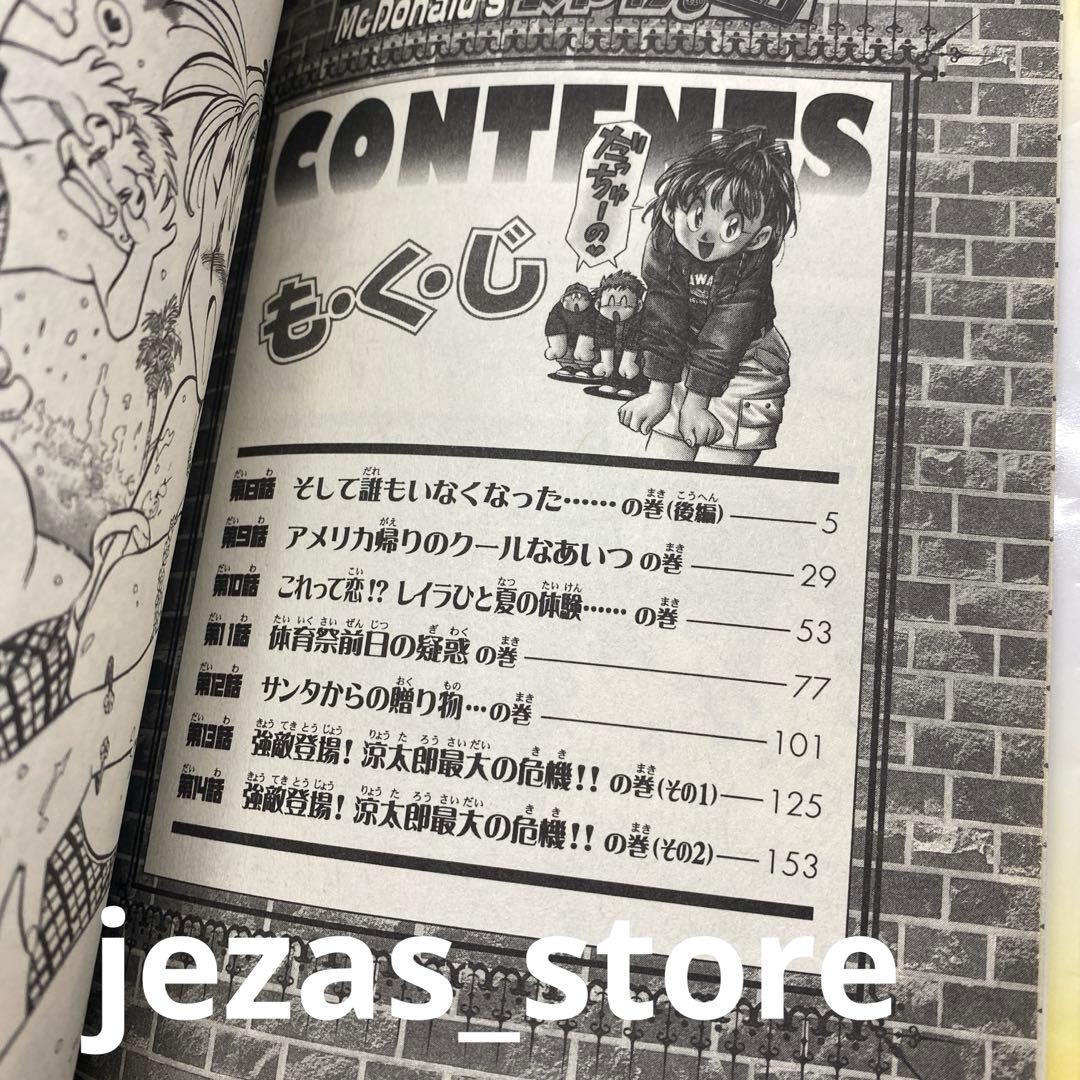 McDonald's
CONTENTS
だっちゅーの♥
も・く・じ
第8話 そして誰もいなくなった……の巻(後編) 5
第9話 アメリカ帰りのクールなあいつの巻 29
第10話 これって恋!? レイラひと夏の体験……の巻 53
第11話 体育祭前日の疑惑の巻 77
第12話 サンタからの贈り物…の巻 101
第13話 強敵登場! 涼太郎最大の危機!!の巻(その1) 125
第14話 強敵登場! 涼太郎最大の危機!!の巻(その2) 153
jezas_store